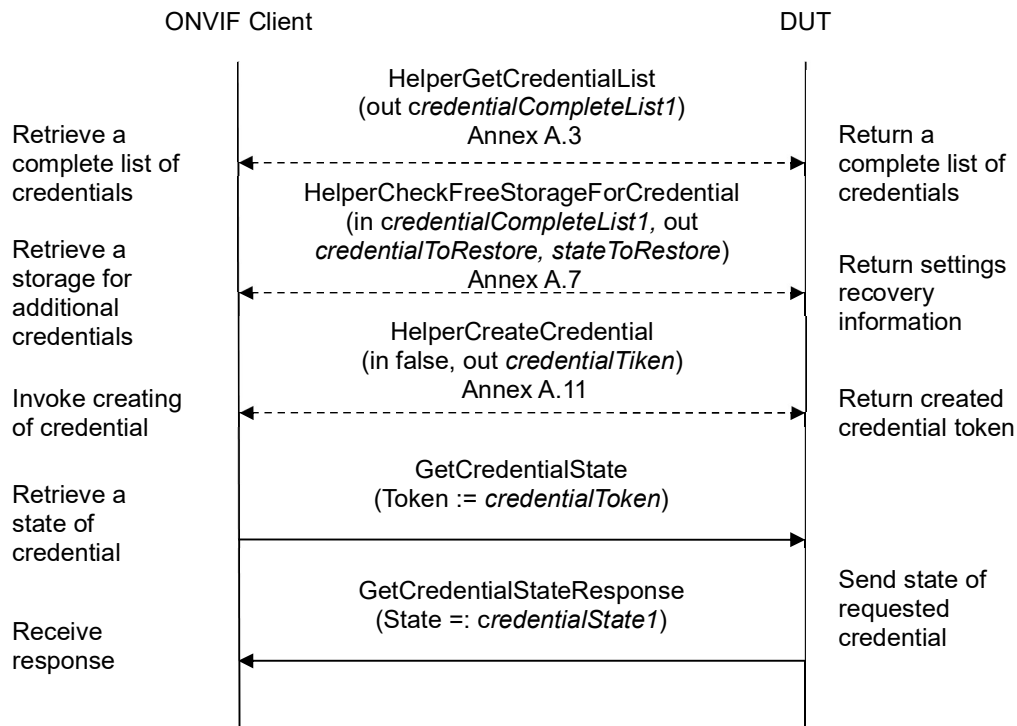 ONVIF Client
DUT
HelperGetCredentialList
(out credentialCompleteList1)
Annex A.3
Retrieve a
complete list of
credentials
Return a
complete list of
credentials
HelperCheckFreeStorageForCredential
(in credentialCompleteList1, out
credentialToRestore, stateToRestore)
Annex A.7
Retrieve a
storage for
additional
credentials
Return settings
recovery
information
HelperCreateCredential
(in false, out credentialTiken)
Annex A.11
Invoke creating
of credential
Return created
credential token
GetCredentialState
(Token := credentialToken)
Retrieve a
state of
credential
GetCredentialStateResponse
(State =: credentialState1)
Send state of
requested
credential
Receive
response